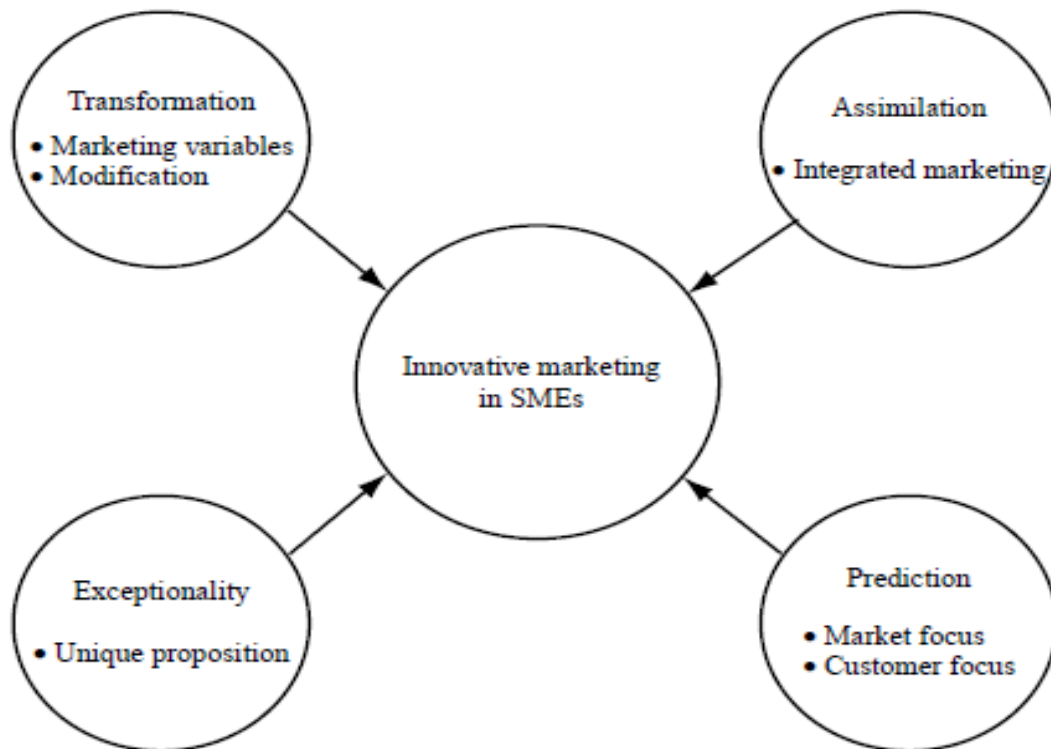 Transformation
• Marketing variables
• Modification
Assimilation
• Integrated marketing
Innovative marketing
in SMEs
Exceptionality
• Unique proposition
Prediction
• Market focus
• Customer focus